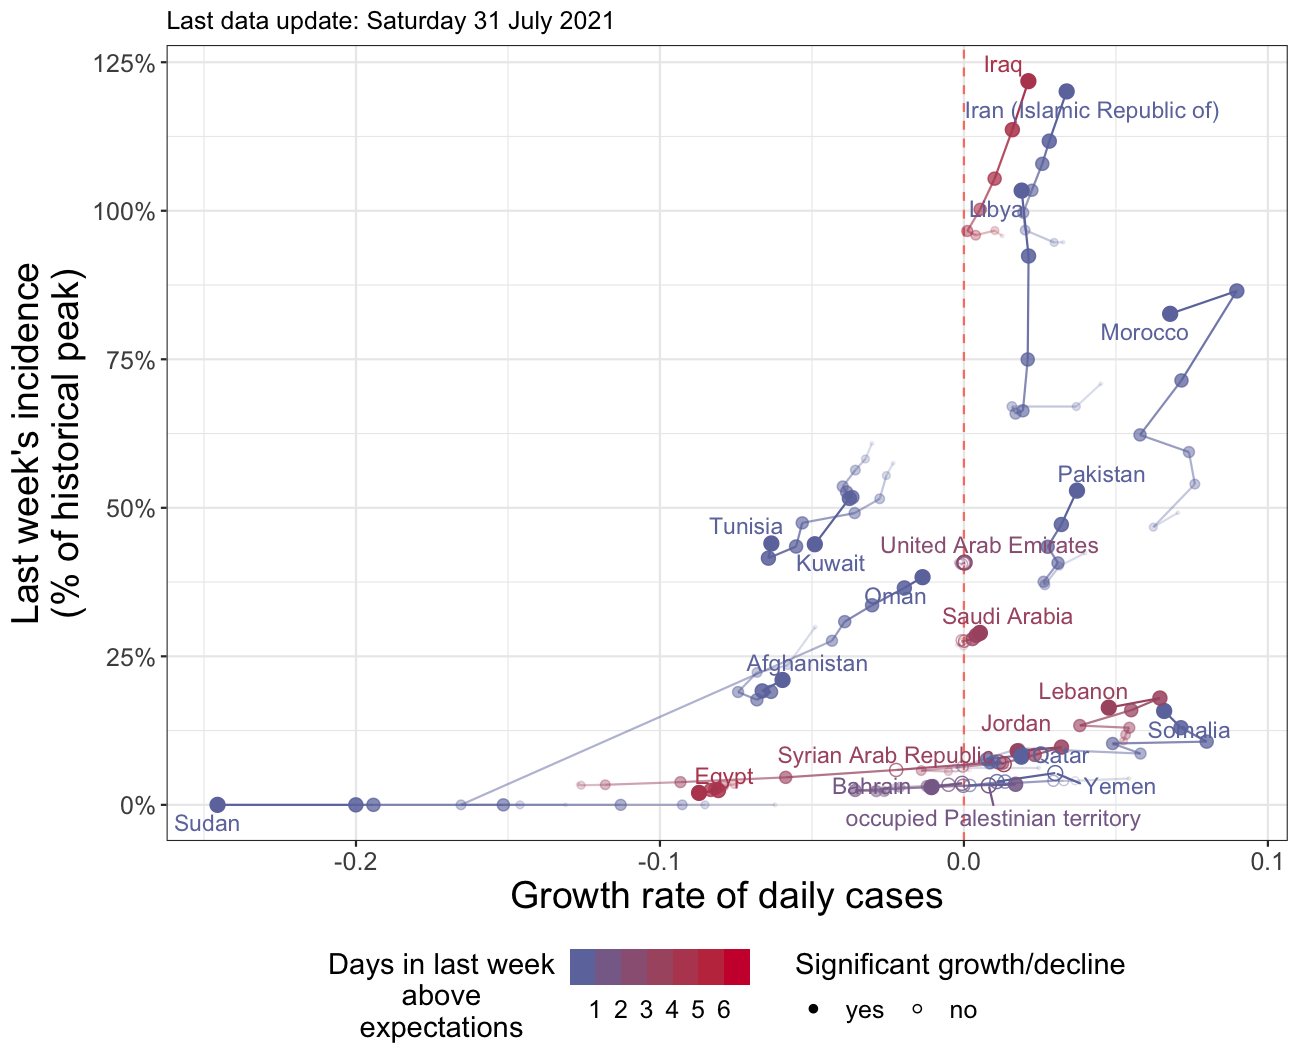 Last data update: Saturday 31 July 2021
Last week's incidence
(% of historical peak)
125%
100%
75%
50%
25%
0%
Iraq
Iran (Islamic Republic of)
Libya
Morocco
Pakistan
Tunisia
United Arab Emirates
Kuwait
Oman
Saudi Arabia
Afghanistan
Lebanon
Jordan
Somalia
Syrian Arab Republic
Qatar
Egypt
Bahrain
Yemen
occupied Palestinian territory
Sudan
-0.2 -0.1 0.0 0.1
Growth rate of daily cases
Days in last week
above
expectations
1 2 3 4 5 6
Significant growth/decline
yes no